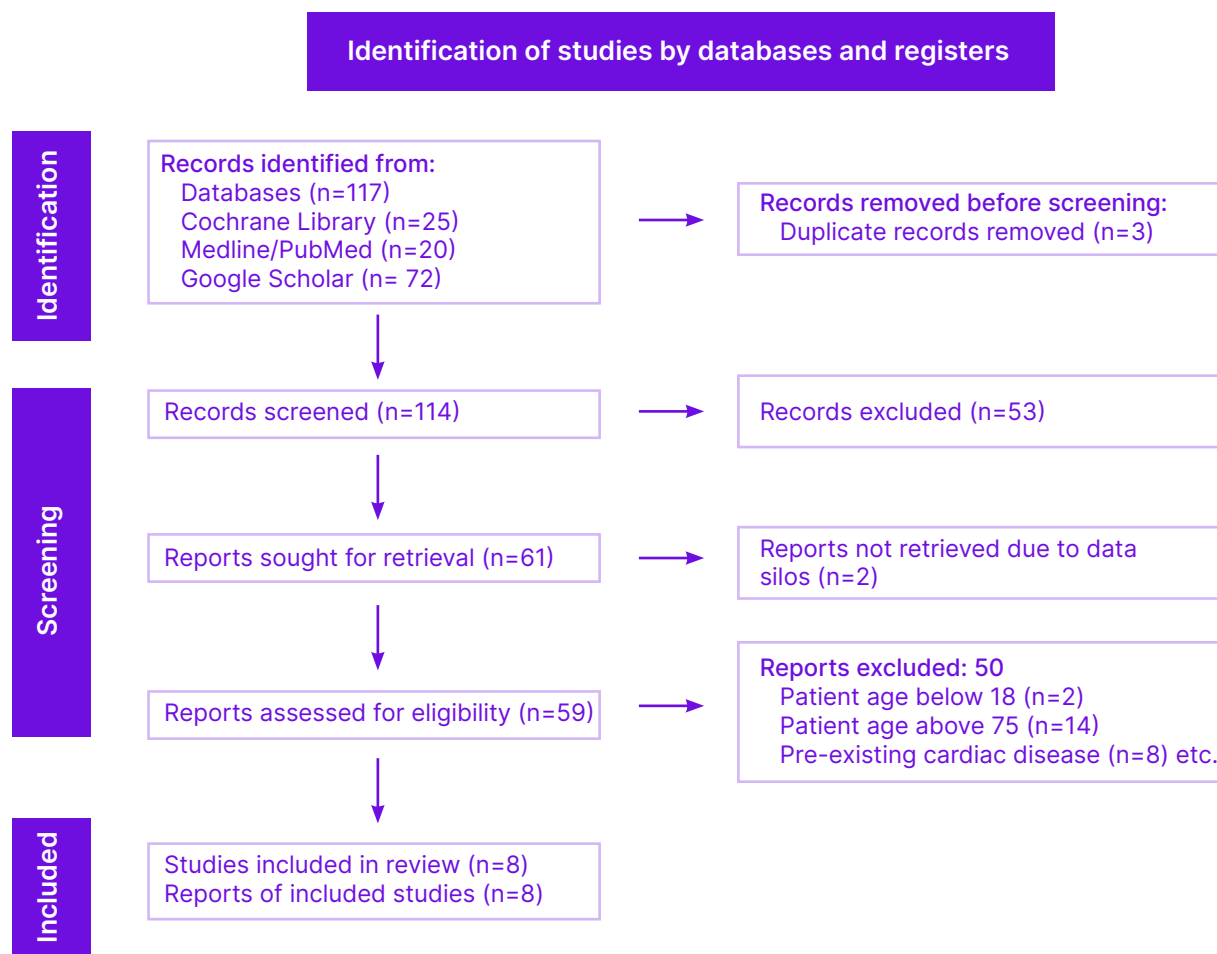 Identification of studies by databases and registers
Identification
Records identified from:
Databases (n=117)
Cochrane Library (n=25)
Medline/PubMed (n=20)
Google Scholar (n= 72)
Records removed before screening:
Duplicate records removed (n=3)
Screening
Records screened (n=114)
Records excluded (n=53)
Reports sought for retrieval (n=61)
Reports not retrieved due to data
silos (n=2)
Reports assessed for eligibility (n=59)
Reports excluded: 50
Patient age below 18 (n=2)
Patient age above 75 (n=14)
Pre-existing cardiac disease (n=8) etc.
Included
Studies included in review (n=8)
Reports of included studies (n=8)